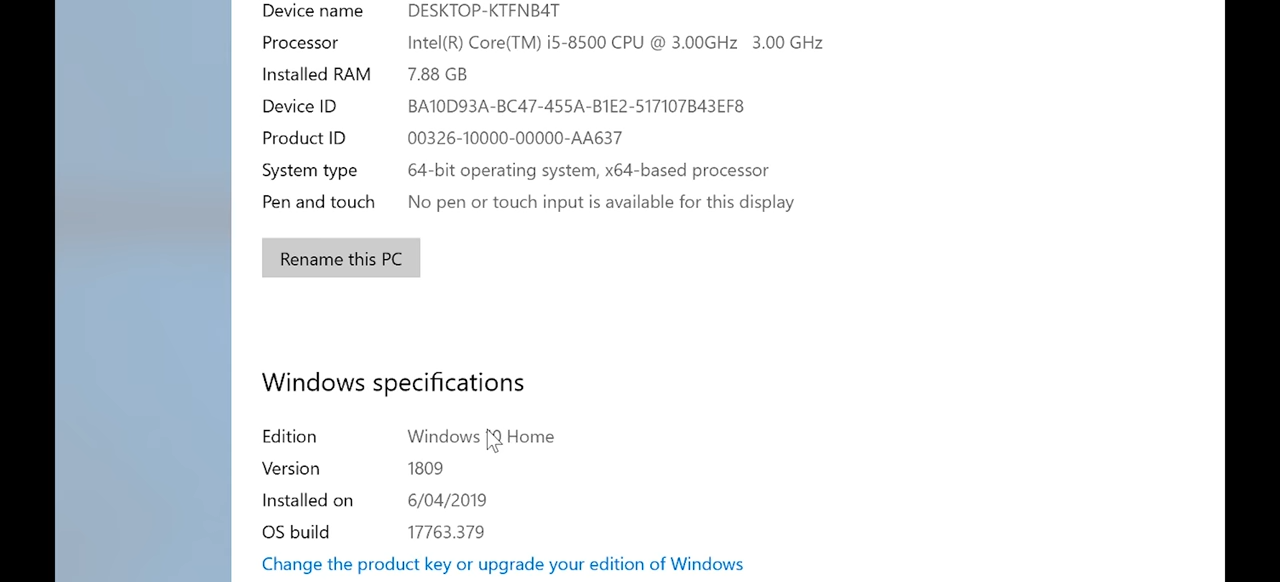 Device name DESKTOP-KTFNB4T
Processor Intel(R) Core(TM) i5-8500 CPU @ 3.00GHz 3.00 GHz
Installed RAM 7.88 GB
Device ID BA10D93A-BC47-455A-B1E2-517107B43EF8
Product ID 00326-10000-00000-AA637
System type 64-bit operating system, x64-based processor
Pen and touch No pen or touch input is available for this display
Rename this PC
Windows specifications
Edition Windows 10 Home
Version 1809
Installed on 6/04/2019
OS build 17763.379
Change the product key or upgrade your edition of Windows